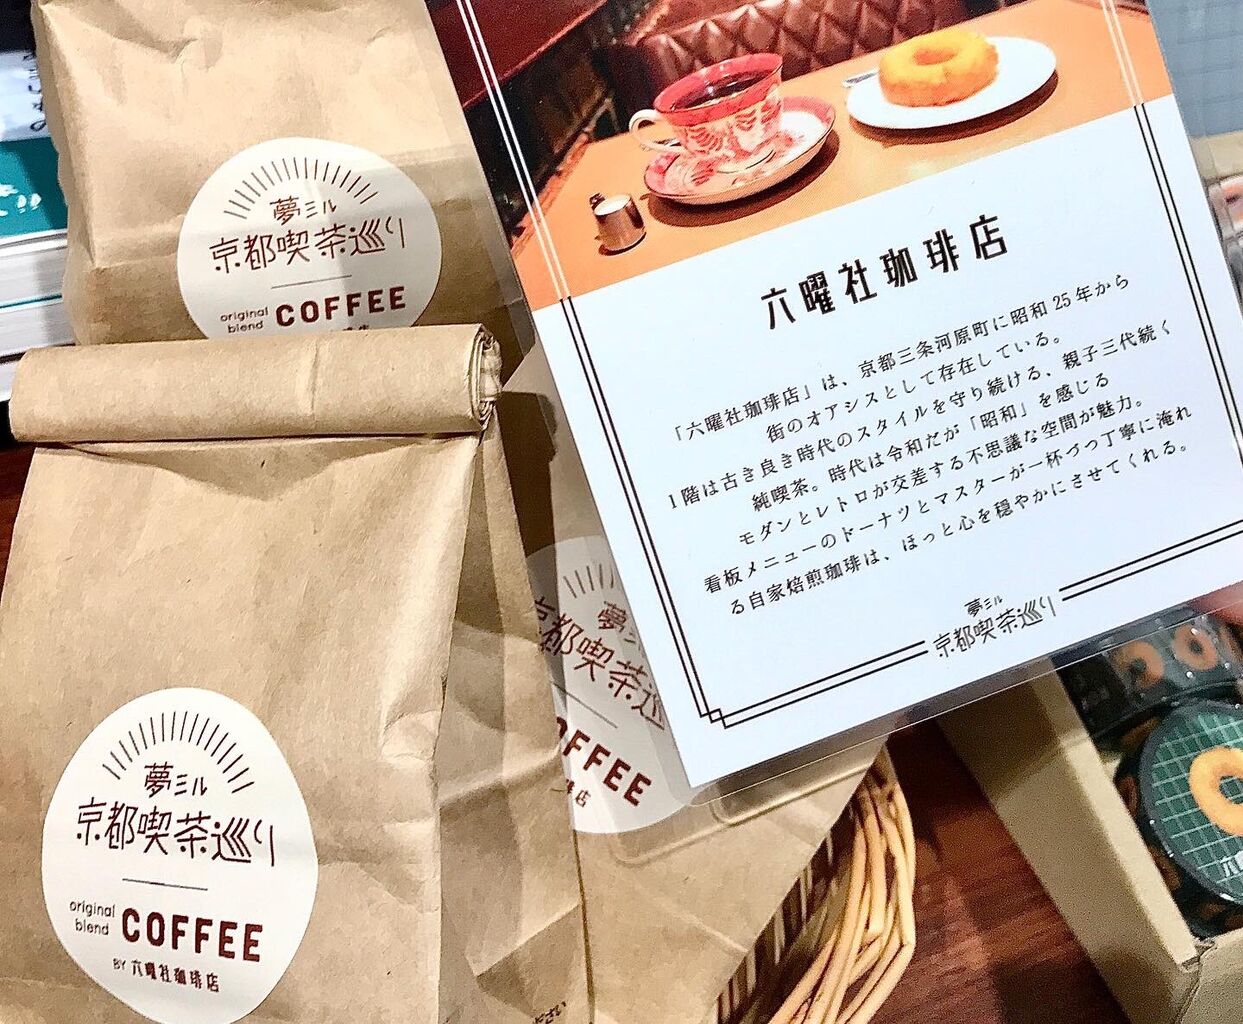 夢ミル
京都喫茶巡り
original
blend
COFFEE
六曜社珈琲店
「六曜社珈琲店」は、京都三条河原町に昭和25年から
街のオアシスとして存在している。
1階は古き良き時代のスタイルを守り続ける、親子三代続く
純喫茶。時代は令和だが「昭和」を感じる
モダンとレトロが交差する不思議な空間が魅力。
看板メニューのドーナツとマスターが一杯づつ丁寧に淹れ
る自家焙煎珈琲は、ほっと心を穏やかにさせてくれる。
夢ミル
京都喫茶巡り
夢ミル
京都喫茶巡り
original
blend
COFFEE
BY 六曜社珈琲店
夢ミ
京都喫茶巡
OFFEE
琲店